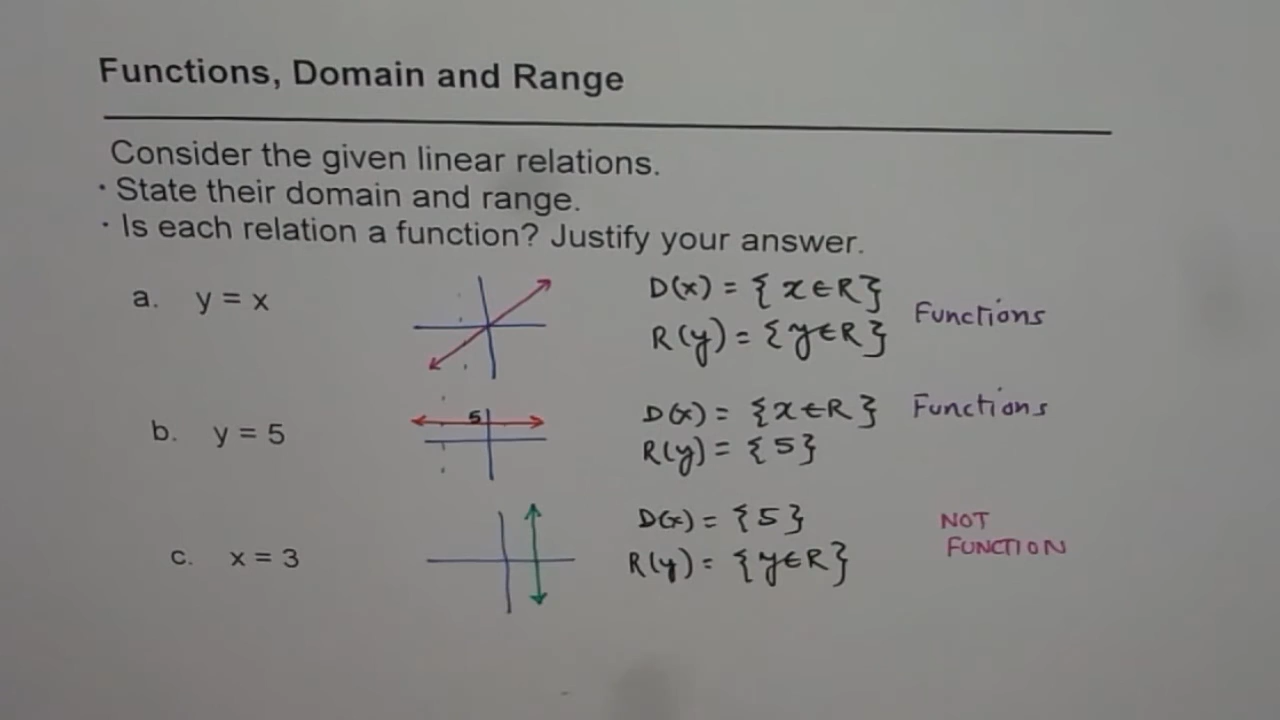 Functions, Domain and Range
Consider the given linear relations.
· State their domain and range.
· Is each relation a function? Justify your answer.
a. y = x
D(x) = {x∈R}
R(y) = {y∈R}
Functions
b. y = 5
5
D(x) = {x∈R}
R(y) = {5}
Functions
c. x = 3
D(x) = {5}
R(y) = {y∈R}
NOT
FUNCTION